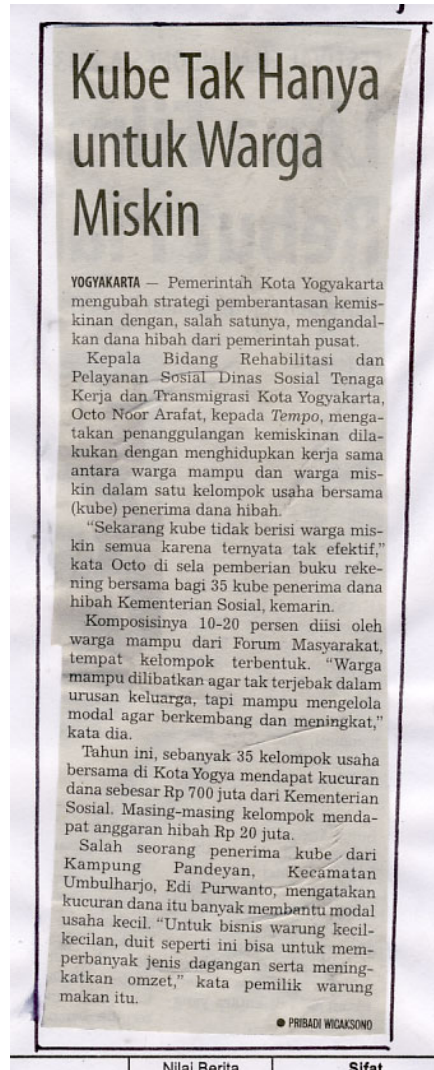 Kube Tak Hanya
untuk Warga
Miskin
YOGYAKARTA — Pemerintah Kota Yogyakarta
mengubah strategi pemberantasan kemis-
kinan dengan, salah satunya, mengandal-
kan dana hibah dari pemerintah pusat.
Kepala Bidang Rehabilitasi dan
Pelayanan Sosial Dinas Sosial Tenaga
Kerja dan Transmigrasi Kota Yogyakarta,
Octo Noor Arafat, kepada Tempo, menga-
takan penanggulangan kemiskinan dila-
kukan dengan menghidupkan kerja sama
antara warga mampu dan warga mis-
kin dalam satu kelompok usaha bersama
(kube) penerima dana hibah.
“Sekarang kube tidak berisi warga mis-
kin semua karena ternyata tak efektif,”
kata Octo di sela pemberian buku reke-
ning bersama bagi 35 kube penerima dana
hibah Kementerian Sosial, kemarin.
Komposisinya 10-20 persen diisi oleh
warga mampu dari Forum Masyarakat,
tempat kelompok terbentuk. “Warga
mampu dilibatkan agar tak terjebak dalam
urusan keluarga, tapi mampu mengelola
modal agar berkembang dan meningkat,”
kata dia.
Tahun ini, sebanyak 35 kelompok usaha
bersama di Kota Yogya mendapat kucuran
dana sebesar Rp 700 juta dari Kementerian
Sosial. Masing-masing kelompok menda-
pat anggaran hibah Rp 20 juta.
Salah seorang penerima kube dari
Kampung Pandeyan, Kecamatan
Umbulharjo, Edi Purwanto, mengatakan
kucuran dana itu banyak membantu modal
usaha kecil. “Untuk bisnis warung kecil-
kecilan, duit seperti ini bisa untuk mem-
perbanyak jenis dagangan serta mening-
katkan omzet,” kata pemilik warung
makan itu.
● PRIBADI WICAKSONO
Nilai Berita
Sifat